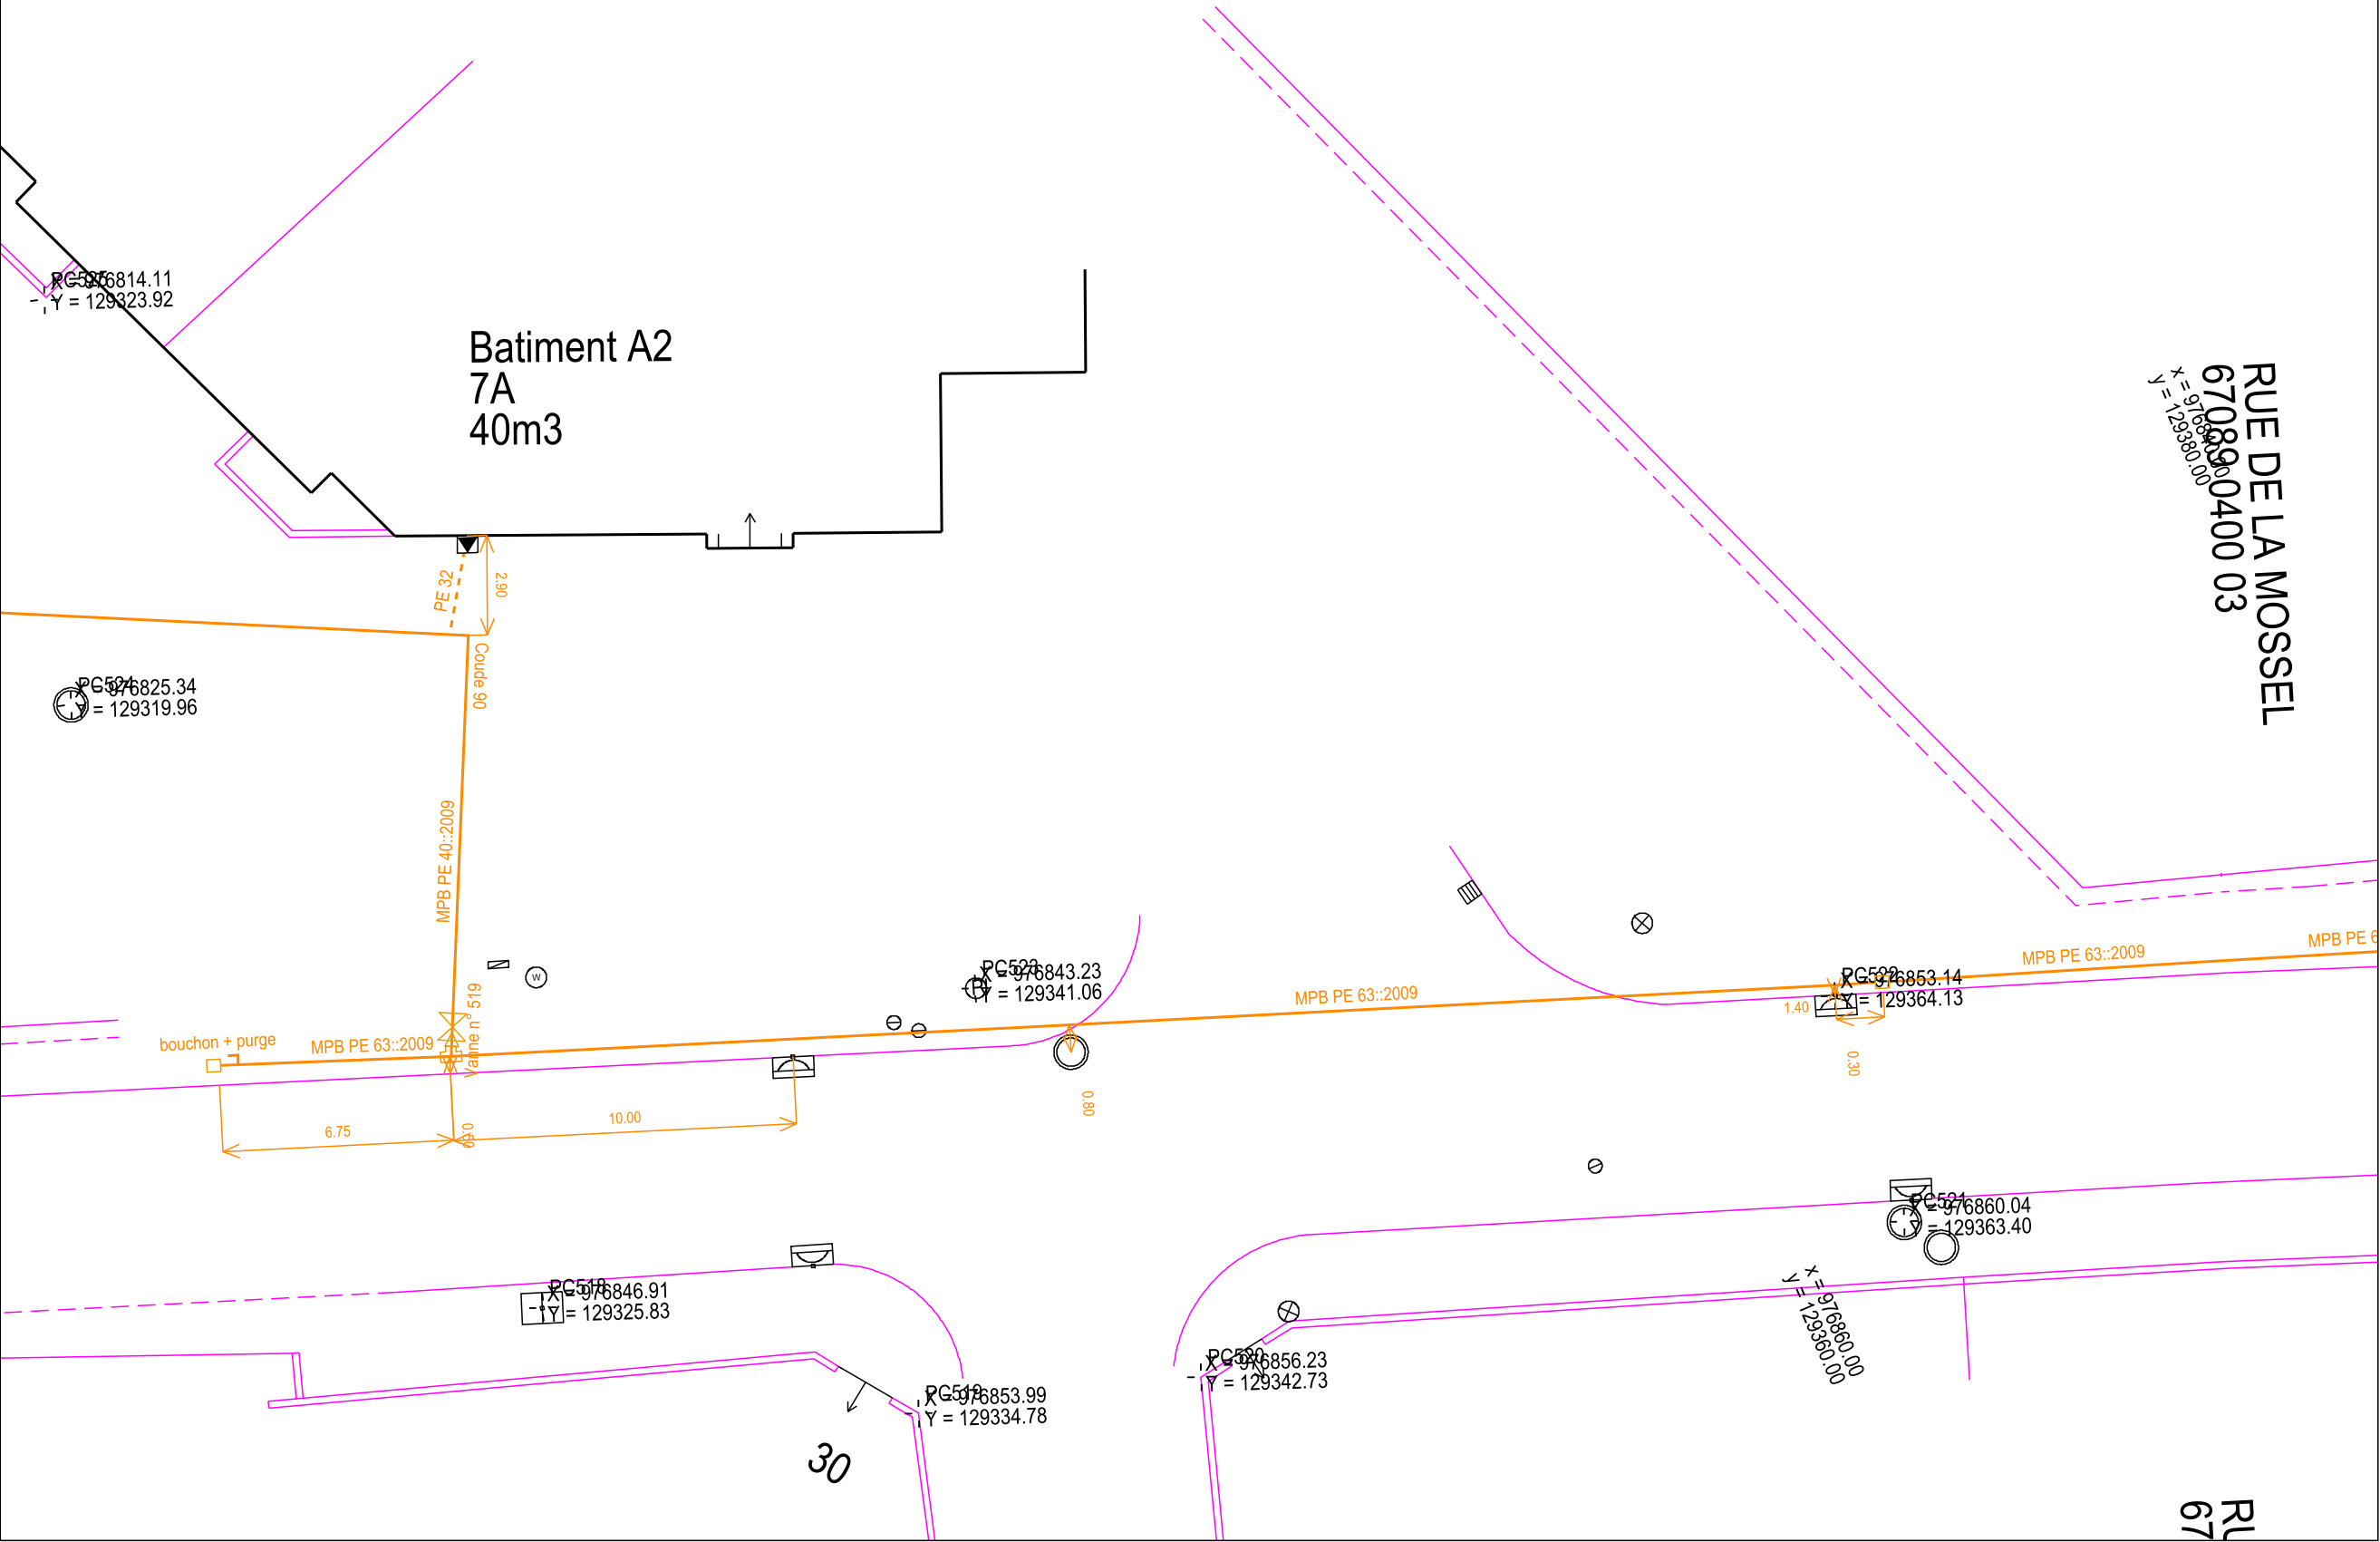 PC525
X = 976814.11
Y = 129323.92
Batiment A2
7A
40m3
RUE DE LA MOSSEL
67089 0400 03
x = 976840.00
y = 129380.00
PE 32
2.90
Coude 90
PC524
X = 976825.34
Y = 129319.96
MPB PE 40::2009
Vanne n° 519
W
PC523
X = 976843.23
Y = 129341.06
R
MPB PE 63::2009
MPB PE 63::2009
MPB PE 6
PC522
X = 976853.14
Y = 129364.13
1.40
0.30
bouchon + purge
MPB PE 63::2009
6.75
0.60
10.00
0.80
PC521
X = 976860.04
Y = 129363.40
PC518
X = 976846.91
Y = 129325.83
x = 976860.00
y = 129360.00
PC520
X = 976856.23
Y = 129342.73
PC519
X = 976853.99
Y = 129334.78
30
RU
67